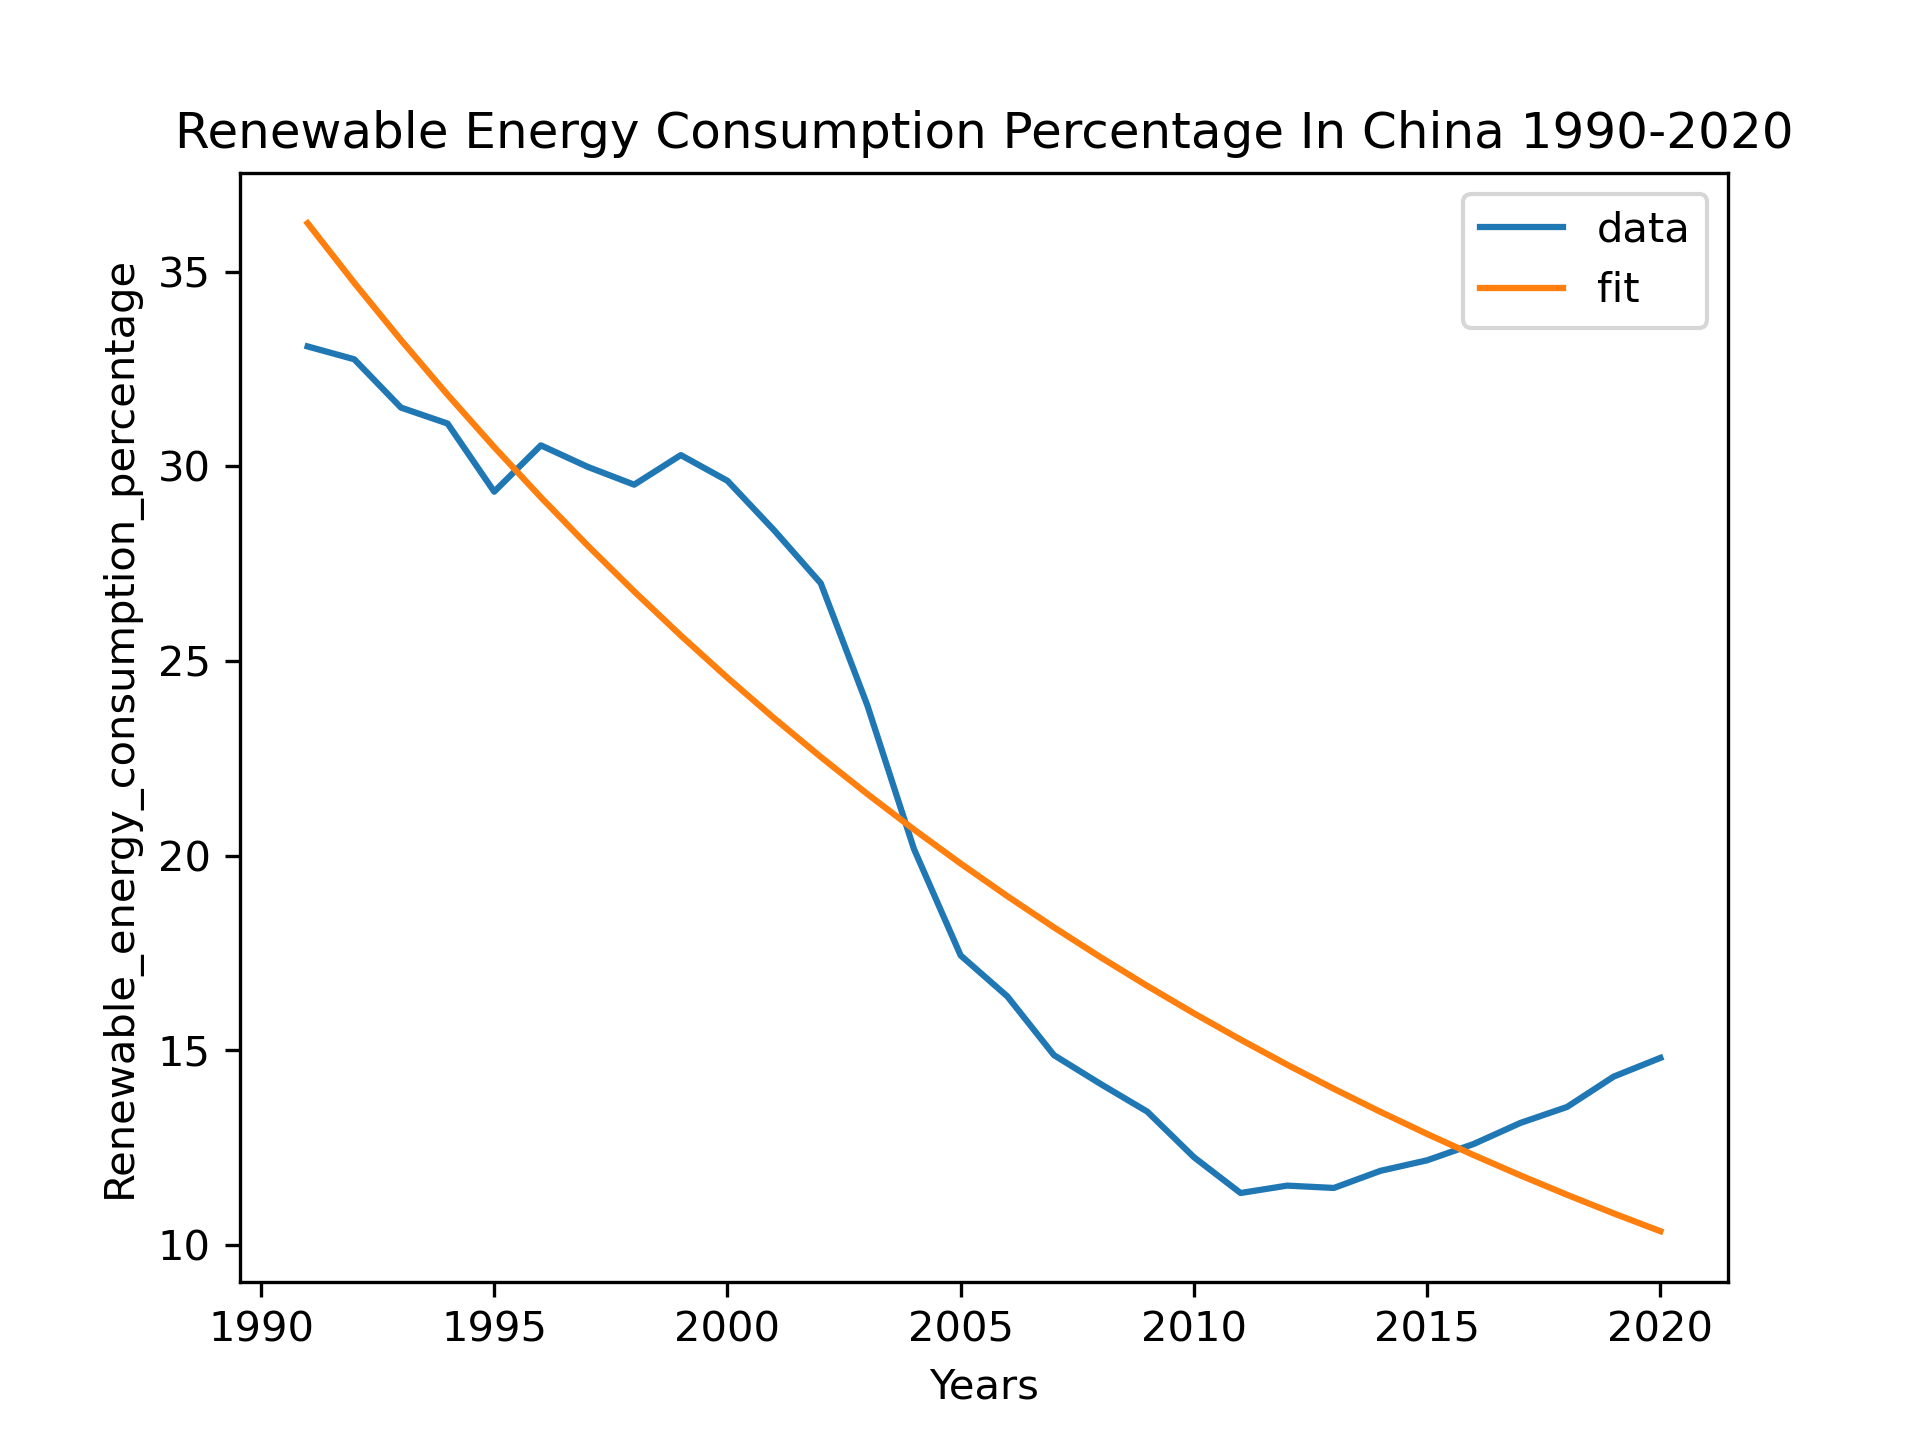 Renewable Energy Consumption Percentage In China 1990-2020
data
fit
Renewable_energy_consumption_percentage
35
30
25
20
15
10
1990 1995 2000 2005 2010 2015 2020
Years